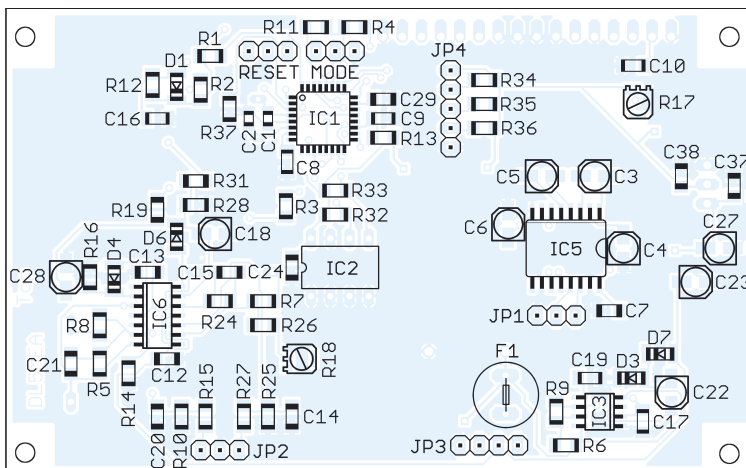 R11
R4
R1
JP4
D1
RESET
MODE
C10
R12
R2
R34
C29
R17
IC1
R35
C16
C9
R37
C2
C1
R36
R13
C8
C38
C37
R31
C5
C3
R33
R19
R28
R3
R32
C6
C27
R16
D4
D6
C18
IC5
C4
C13
C15
C24
IC2
C28
C23
R7
R24
JP1
C7
IC6
R8
R26
F1
D7
C21
R5
C12
R18
C19
D3
R14
R15
R27
R25
C22
R9
IC3
C14
C17
C20
R10
JP2
JP3
R6